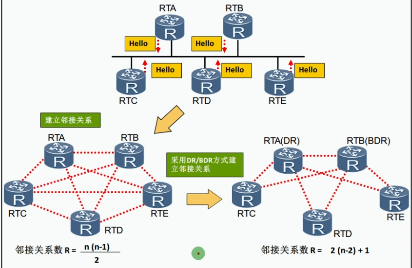 RTA RTB
Hello Hello
Hello Hello Hello
R R
R R R
RTC RTD RTE
建立邻接关系
RTA RTB
R R
R R
R
RTC RTE
RTD
邻接关系数 R = n (n-1)
2
采用DR/BDR方式建
立邻接关系
RTA(DR) RTB(BDR)
R R
R R
R
RTC RTE
RTD
邻接关系数 R = 2 (n-2) + 1